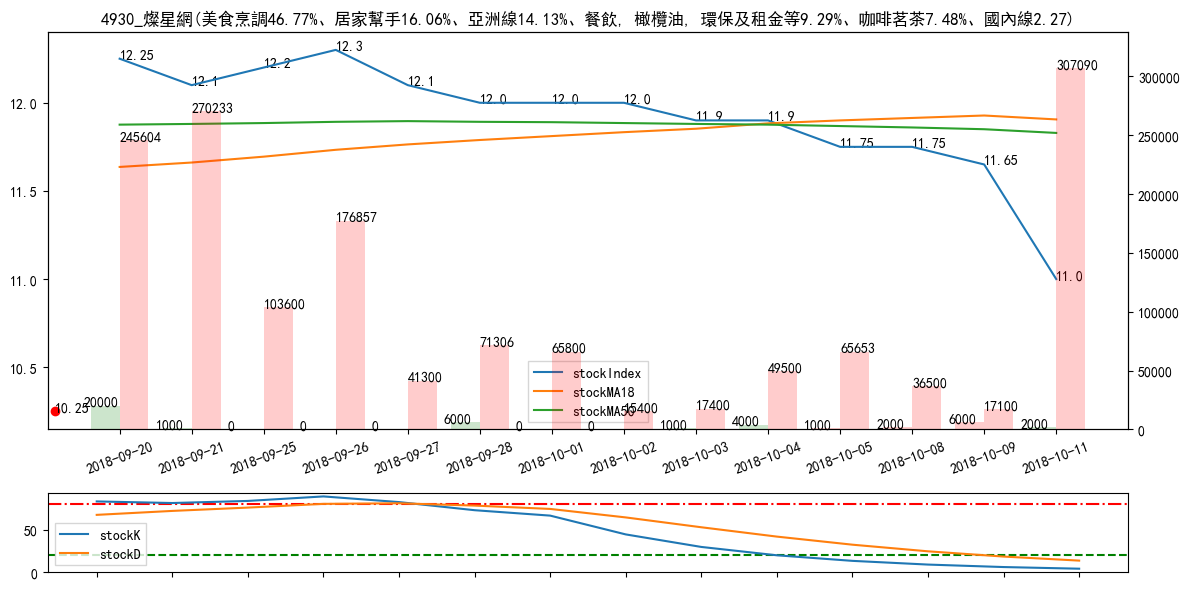 4930_燦星網(美食烹調46.77%、居家幫手16.06%、亞洲線14.13%、餐飲, 橄欖油, 環保及租金等9.29%、咖啡茗茶7.48%、國內線2.27)
12.25 12.1 12.2 12.3 12.1 12.0 12.0 12.0 11.9 11.9 11.75 11.75 11.65 11.0
245604 270233 103600 176857 41300 71306 65800 15400 17400 49500 65653 36500 17100 307090
20000 1000 0 0 0 6000 0 0 1000 4000 1000 2000 6000 2000
10.25
12.0
11.5
11.0
10.5
300000
250000
200000
150000
100000
50000
0
stockIndex
stockMA18
stockMA50
2018-09-20 2018-09-21 2018-09-25 2018-09-26 2018-09-27 2018-09-28 2018-10-01 2018-10-02 2018-10-03 2018-10-04 2018-10-05 2018-10-08 2018-10-09 2018-10-11
50
0
stockK
stockD